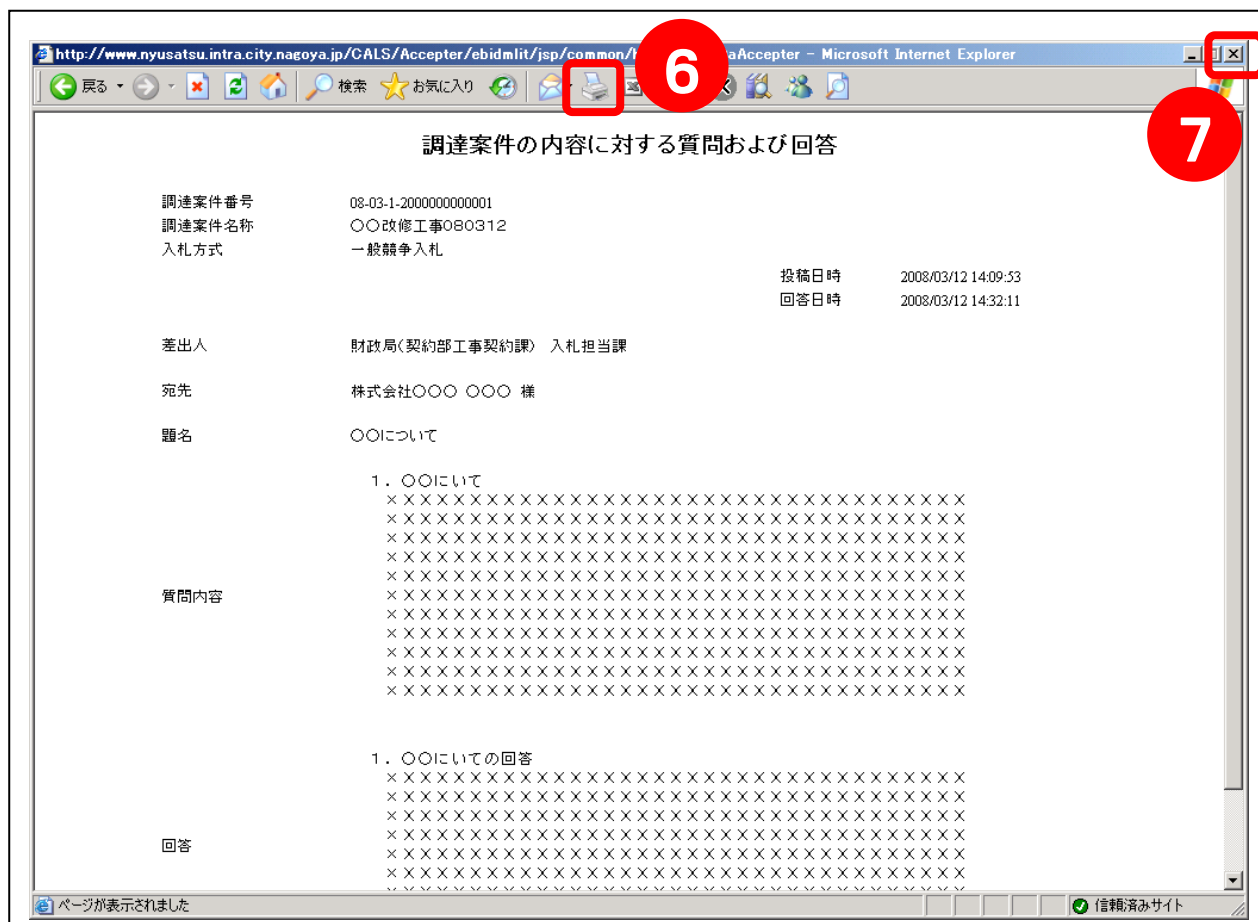 http://www.nyusatsu.intra.city.nagoya.jp/CALS/Accepter/ebidmlit/jsp/common/ aAccepter - Microsoft Internet Explorer
6
戻る 検索 お気に入り
7
調達案件の内容に対する質問および回答
調達案件番号 08-03-1-2000000000001
調達案件名称 ○○改修工事080312
入札方式 一般競争入札
投稿日時 2008/03/12 14:09:53
回答日時 2008/03/12 14:32:11
差出人 財政局(契約部工事契約課) 入札担当課
宛先 株式会社○○○ ○○○ 様
題名 ○○について
1.○○にいて
××××××××××××××××××××××××××××××
××××××××××××××××××××××××××××××
××××××××××××××××××××××××××××××
××××××××××××××××××××××××××××××
××××××××××××××××××××××××××××××
質問内容 ××××××××××××××××××××××××××××××
××××××××××××××××××××××××××××××
××××××××××××××××××××××××××××××
××××××××××××××××××××××××××××××
××××××××××××××××××××××××××××××
××××××××××××××××××××××××××××××
1.○○にいての回答
××××××××××××××××××××××××××××××
××××××××××××××××××××××××××××××
××××××××××××××××××××××××××××××
××××××××××××××××××××××××××××××
回答 ××××××××××××××××××××××××××××××
××××××××××××××××××××××××××××××
ページが表示されました 信頼済みサイト